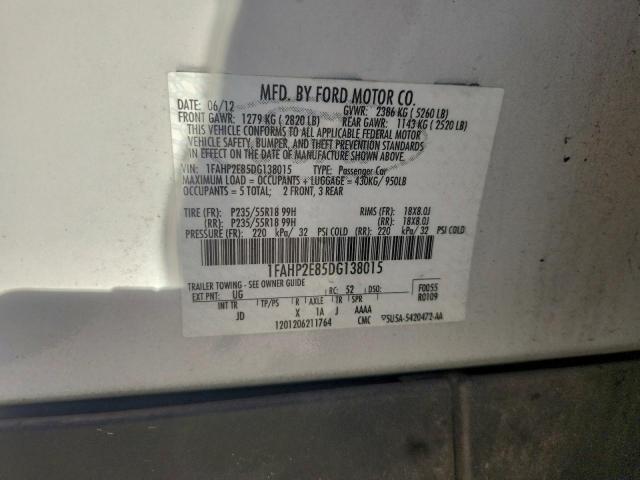 MFD. BY FORD MOTOR CO.
DATE: 06/12 GVWR: 2386 KG ( 5260 LB)
FRONT GAWR: 1279 KG ( 2820 LB) REAR GAWR: 1143 KG ( 2520 LB)
THIS VEHICLE CONFORMS TO ALL APPLICABLE FEDERAL MOTOR
VEHICLE SAFETY, BUMPER, AND THEFT PREVENTION STANDARDS
IN EFFECT ON THE DATE OF MANUFACTURE SHOWN ABOVE.
VIN: 1FAHP2E85DG138015 TYPE: Passenger Car
MAXIMUM LOAD = OCCUPANTS + LUGGAGE = 430KG/ 950LB
OCCUPANTS = 5 TOTAL: 2 FRONT, 3 REAR
TIRE (FR): P235/55R18 99H RIMS (FR): 18X8.0J
(RR): P235/55R18 99H (RR): 18X8.0J
PRESSURE (FR): 220 kPa/ 32 PSI COLD (RR): 220 kPa/ 32 PSI COLD
1FAHP2E85DG138015
TRAILER TOWING - SEE OWNER GUIDE
EXT PNT: UG RC: 52 DSO: F0055
R0109
INT TR TP/PS R AXLE TR SPR
JD X 1A J AAAA
1201206211764 CMC 5U5A-5420472-AA